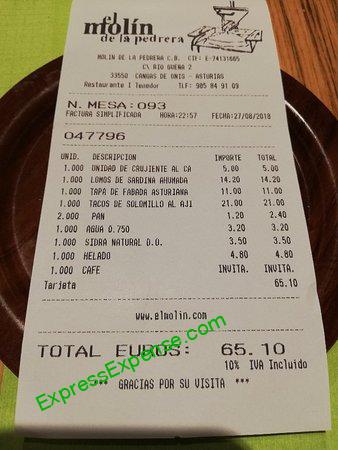 el
molín
de la pedrera
MOLIN DE LA PEDRERA C.B. CIF: E-74131665
C\ RIO GUEÑA 2
33550 CANGAS DE ONIS - ASTURIAS
Restaurante 1 Tenedor TLF: 985 84 91 09
N. MESA: 093
FACTURA SIMPLIFICADA HORA:22:57 FECHA:27/08/2018
047796
UNID. DESCRIPCION IMPORTE TOTAL
1.000 UNIDAD DE CRUJIENTE AL CA 5.00 5.00
1.000 LOMOS DE SARDINA AHUMADA 14.20 14.20
1.000 TAPA DE FABADA ASTURIANA 11.00 11.00
1.000 TACOS DE SOLOMILLO AL AJI 21.00 21.00
2.000 PAN 1.20 2.40
1.000 AGUA 0.750 3.20 3.20
1.000 SIDRA NATURAL D.O. 3.50 3.50
1.000 HELADO 4.80 4.80
1.000 CAFE INVITA. INVITA.
Tarjeta 65.10
www.elmolin.com
TOTAL EUROS: 65.10
10% IVA Incluido
*** GRACIAS POR SU VISITA ***
ExpressExpense.com